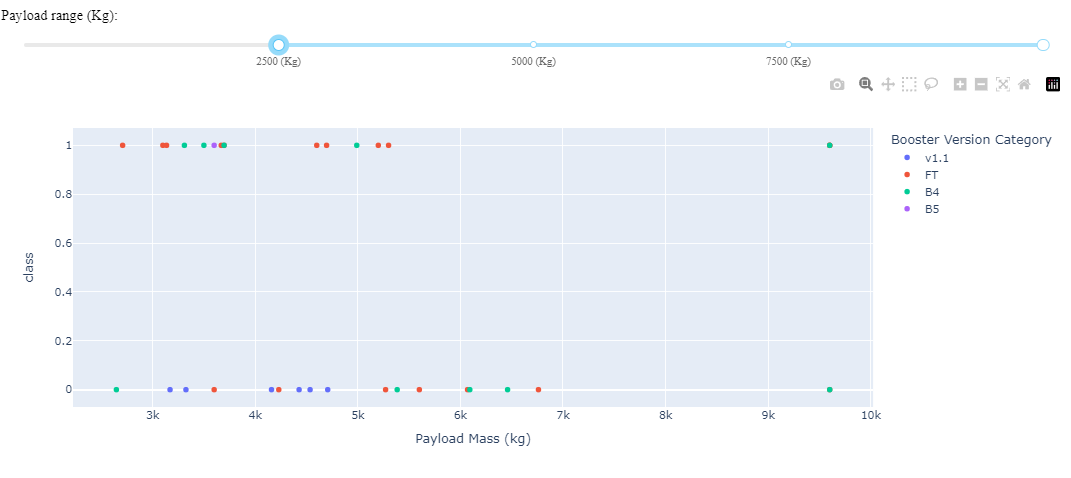 Payload range (Kg):
2500 (Kg) 5000 (Kg) 7500 (Kg)
Booster Version Category
v1.1
FT
B4
B5
class
1
0.8
0.6
0.4
0.2
0
3k 4k 5k 6k 7k 8k 9k 10k
Payload Mass (kg)